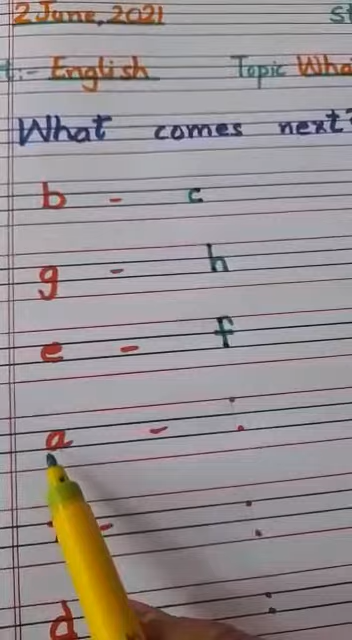 2 June, 2021
English Topic
What comes next?
b - c
g - h
e - f
a -
-
d